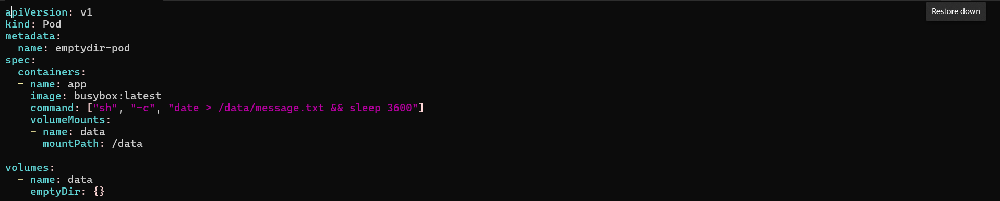 apiVersion: v1
Restore down
kind: Pod
metadata:
  name: emptydir-pod
spec:
  containers:
  - name: app
    image: busybox:latest
    command: ["sh", "-c", "date > /data/message.txt && sleep 3600"]
    volumeMounts:
    - name: data
      mountPath: /data

volumes:
  - name: data
    emptyDir: {}